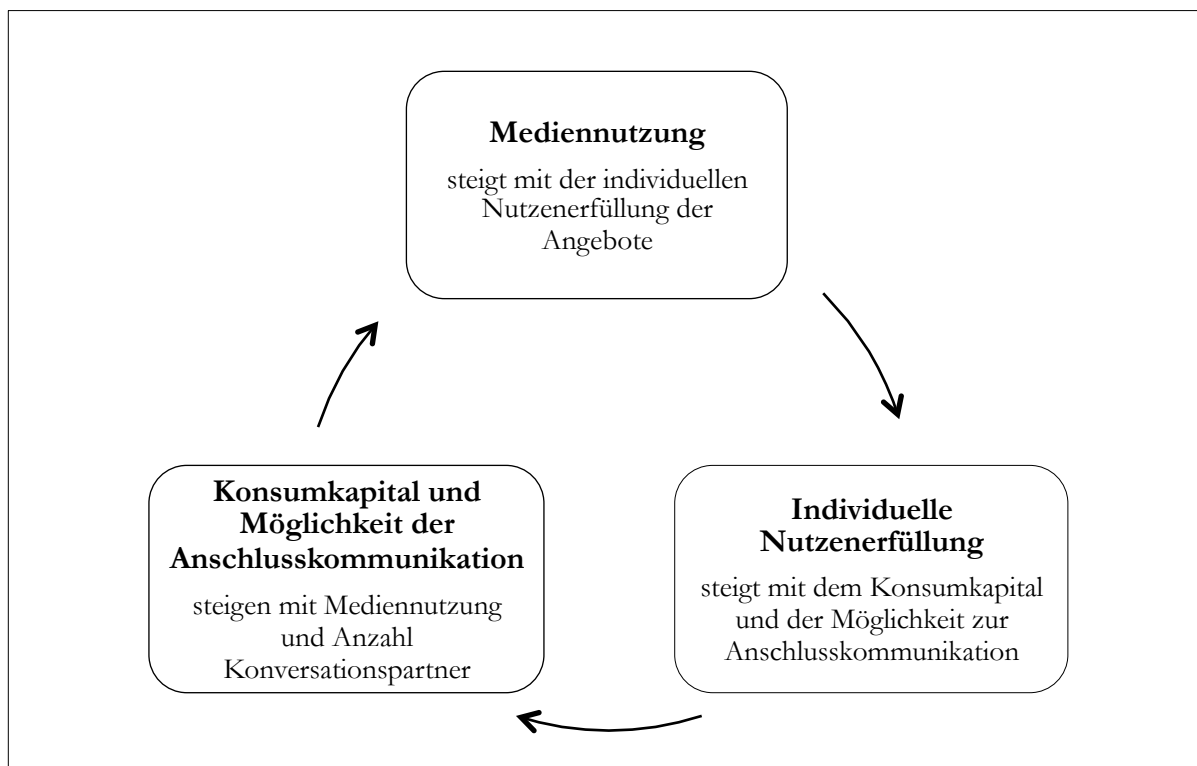 Mediennutzung
steigt mit der individuellen
Nutzenerfüllung der
Angebote
Konsumkapital und
Möglichkeit der
Anschlusskommunikation
steigen mit Mediennutzung
und Anzahl
Konversationspartner
Individuelle
Nutzenerfüllung
steigt mit dem Konsumkapital
und der Möglichkeit zur
Anschlusskommunikation